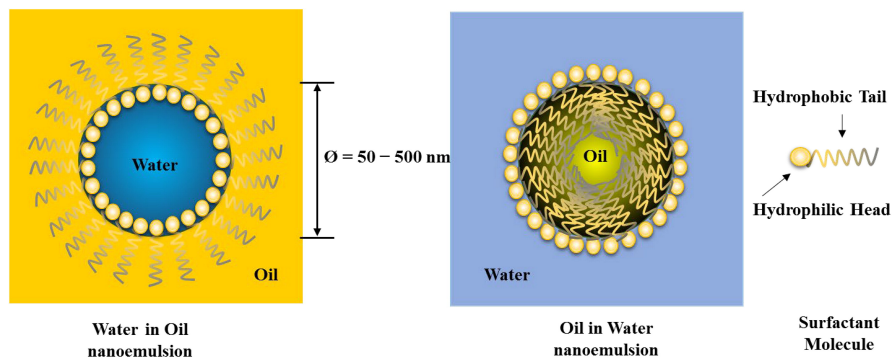 Water
Ø = 50 – 500 nm
Oil
Water in Oil
nanoemulsion
Oil
Water
Oil in Water
nanoemulsion
Hydrophobic Tail
Hydrophilic Head
Surfactant
Molecule